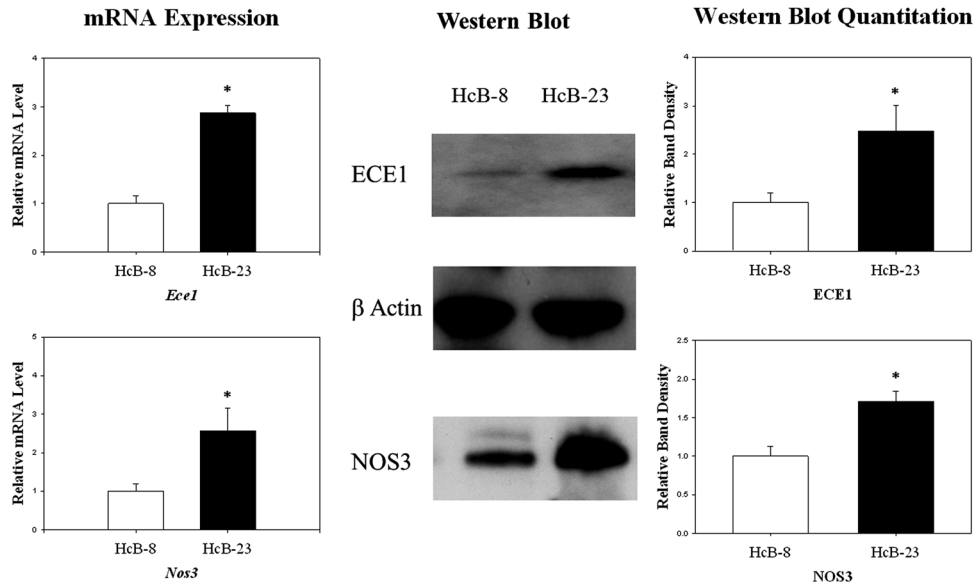 mRNA Expression
Western Blot
Western Blot Quantitation
Relative mRNA Level
4
3
2
1
0
*
HcB-8
HcB-23
Ece1
Relative mRNA Level
5
4
3
2
1
0
*
HcB-8
HcB-23
Nos3
HcB-8 HcB-23
ECE1
β Actin
NOS3
Relative Band Density
4
3
2
1
0
*
HcB-8
HcB-23
ECE1
Relative Band Density
2.5
2.0
1.5
1.0
0.5
0.0
*
HcB-8
HcB-23
NOS3